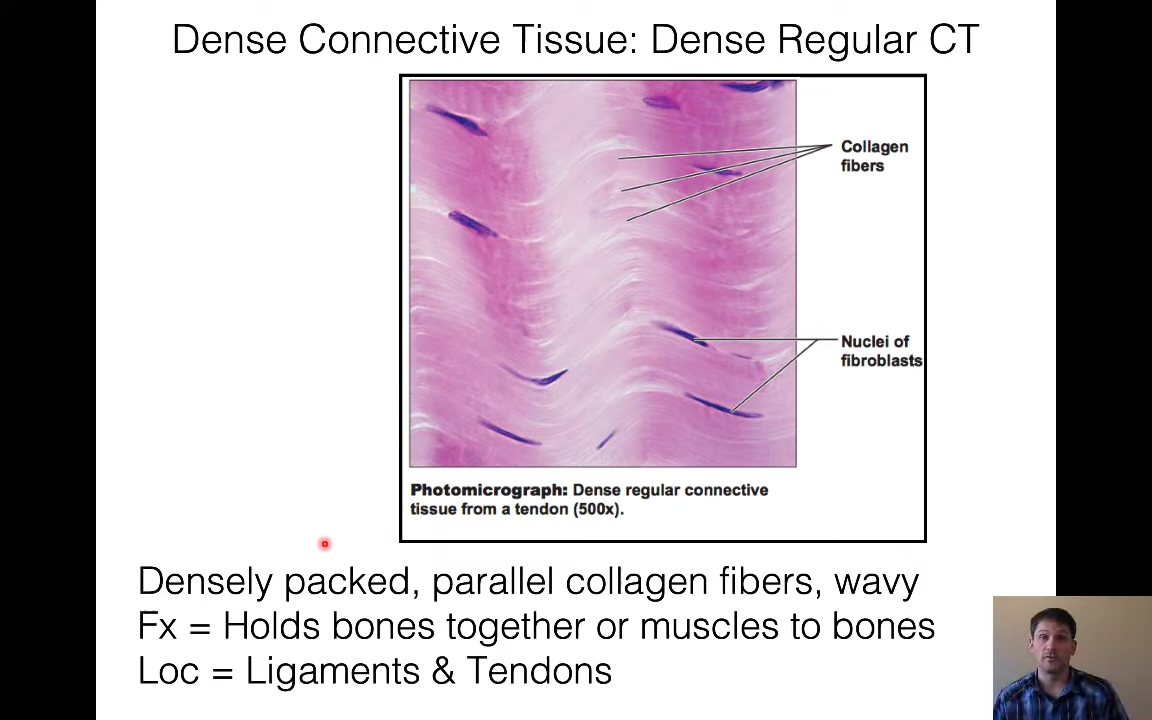 Dense Connective Tissue: Dense Regular CT
Collagen
fibers
Nuclei of
fibroblasts
Photomicrograph: Dense regular connective
tissue from a tendon (500x).
Densely packed, parallel collagen fibers, wavy
Fx = Holds bones together or muscles to bones
Loc = Ligaments & Tendons